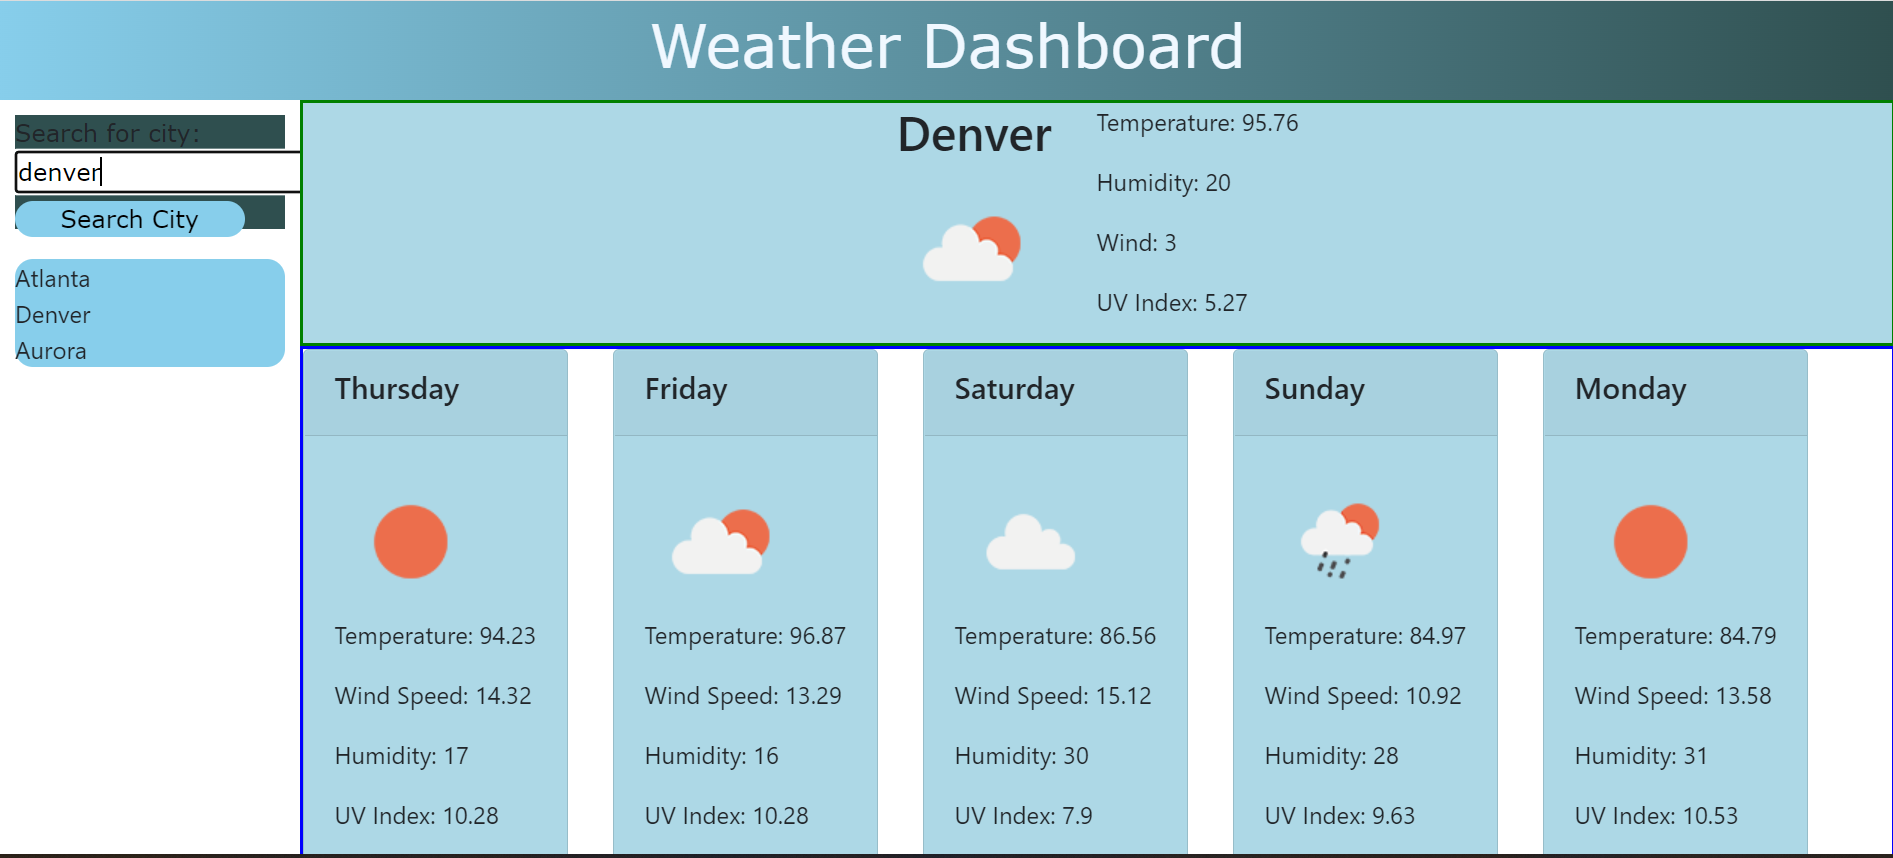 Weather Dashboard
Search for city:
denver
Search City
Atlanta
Denver
Aurora
Denver
Temperature: 95.76
Humidity: 20
Wind: 3
UV Index: 5.27
Thursday
Temperature: 94.23
Wind Speed: 14.32
Humidity: 17
UV Index: 10.28
Friday
Temperature: 96.87
Wind Speed: 13.29
Humidity: 16
UV Index: 10.28
Saturday
Temperature: 86.56
Wind Speed: 15.12
Humidity: 30
UV Index: 7.9
Sunday
Temperature: 84.97
Wind Speed: 10.92
Humidity: 28
UV Index: 9.63
Monday
Temperature: 84.79
Wind Speed: 13.58
Humidity: 31
UV Index: 10.53